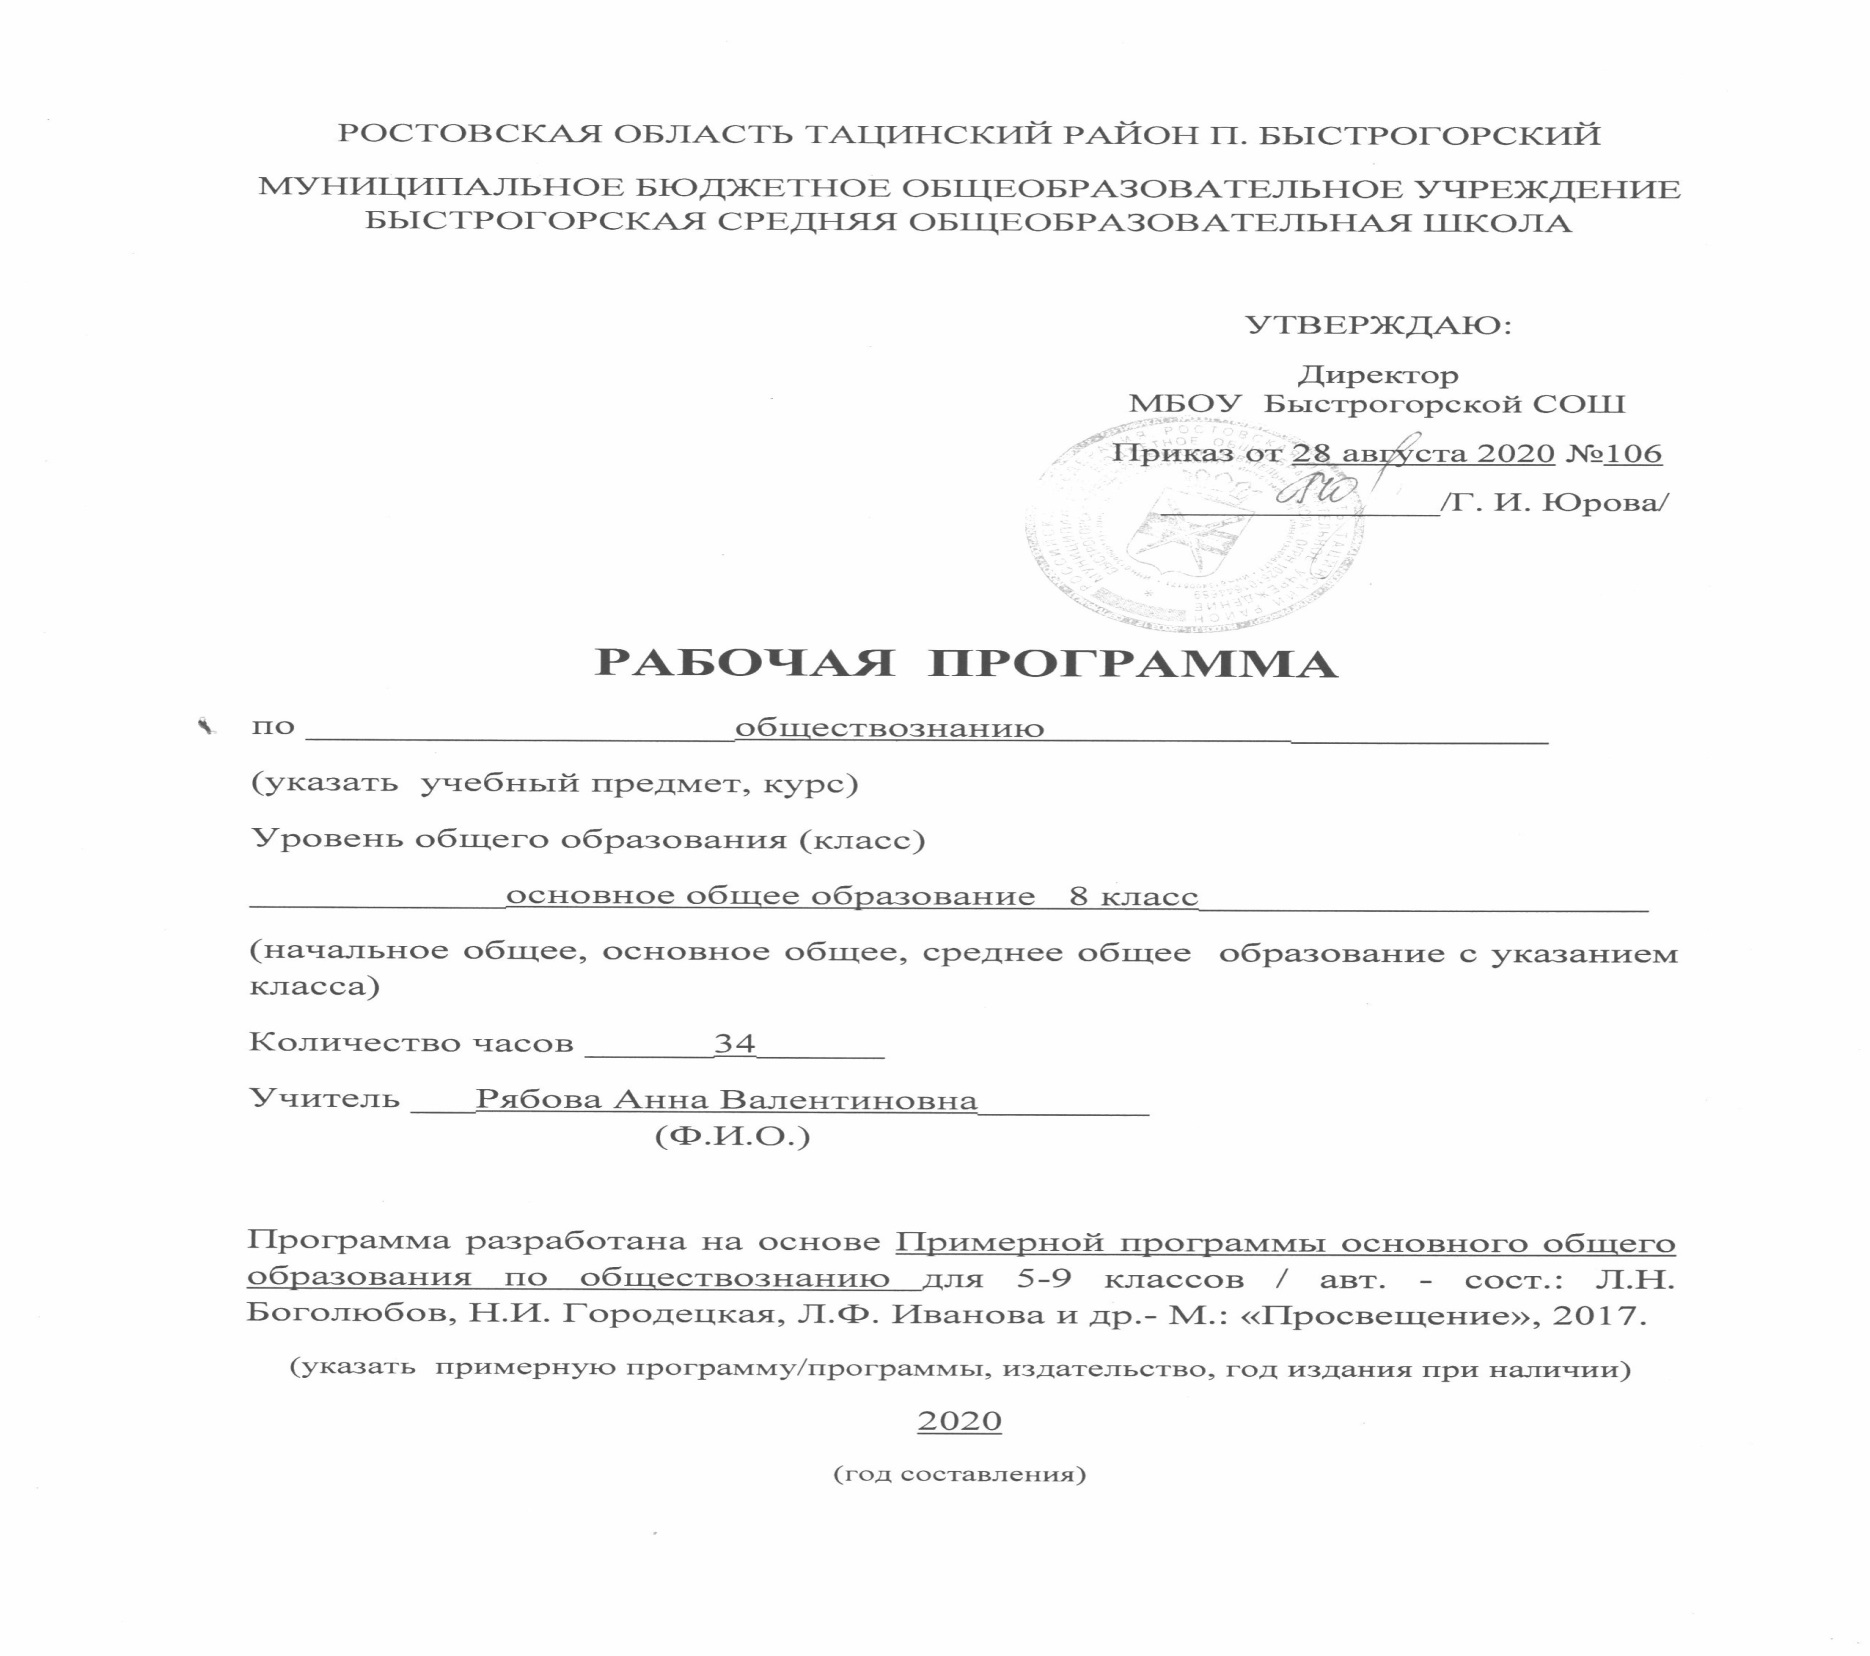 РОСТОВСКАЯ ОБЛАСТЬ ТАЦИНСКИЙ РАЙОН П. БЫСТРОГОРСКИЙ
МУНИЦИПАЛЬНОЕ БЮДЖЕТНОЕ ОБЩЕОБРАЗОВАТЕЛЬНОЕ УЧРЕЖДЕНИЕ
БЫСТРОГОРСКАЯ СРЕДНЯЯ ОБЩЕОБРАЗОВАТЕЛЬНАЯ ШКОЛА
УТВЕРЖДАЮ:
Директор
МБОУ Быстрогорской СОШ
Приказ от 28 августа 2020 №106
/Г. И. Юрова/
РАБОЧАЯ ПРОГРАММА
по обществознанию
(указать учебный предмет, курс)
Уровень общего образования (класс)
основное общее образование 8 класс
(начальное общее, основное общее, среднее общее образование с указанием
класса)
Количество часов 34
Учитель Рябова Анна Валентиновна
(Ф.И.О.)
Программа разработана на основе Примерной программы основного общего
образования по обществознанию для 5-9 классов / авт. - сост.: Л.Н.
Боголюбов, Н.И. Городецкая, Л.Ф. Иванова и др.- М.: «Просвещение», 2017.
(указать примерную программу/программы, издательство, год издания при наличии)
2020
(год составления)